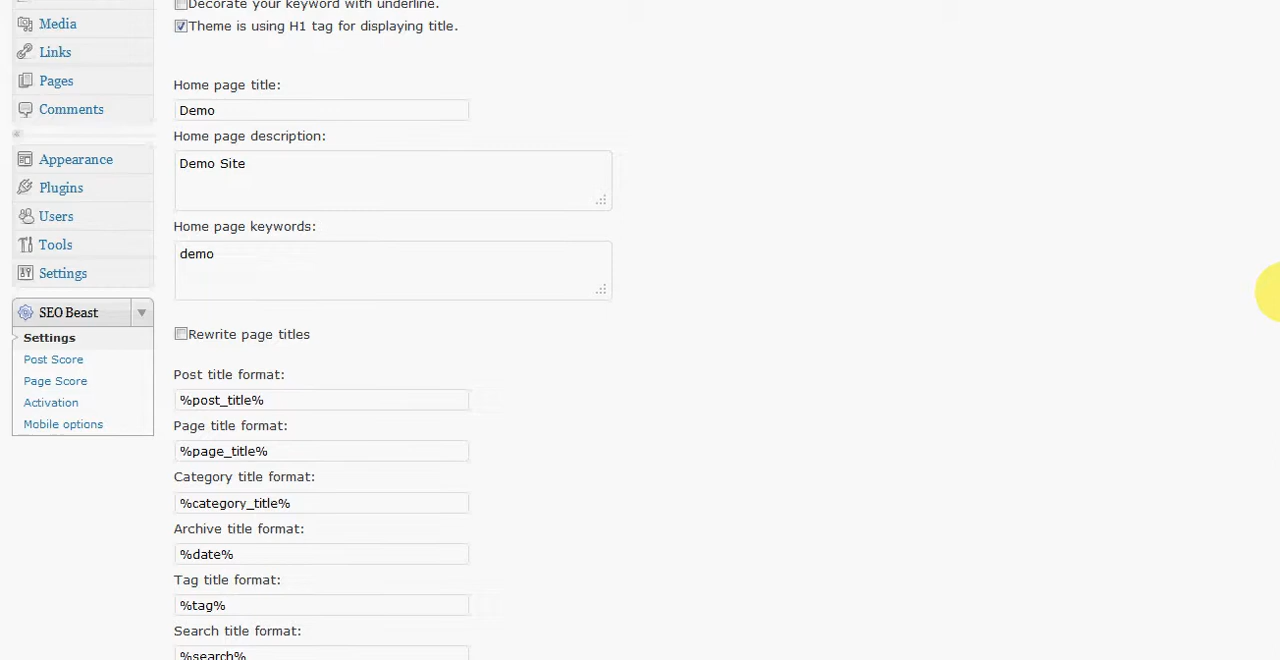 Decorate your keyword with underline.
Theme is using H1 tag for displaying title.
Media
Links
Pages
Comments
Appearance
Plugins
Users
Tools
Settings
SEO Beast
Settings
Post Score
Page Score
Activation
Mobile options
Home page title:
Demo
Home page description:
Demo Site
Home page keywords:
demo
Rewrite page titles
Post title format:
%post_title%
Page title format:
%page_title%
Category title format:
%category_title%
Archive title format:
%date%
Tag title format:
%tag%
Search title format:
%search%